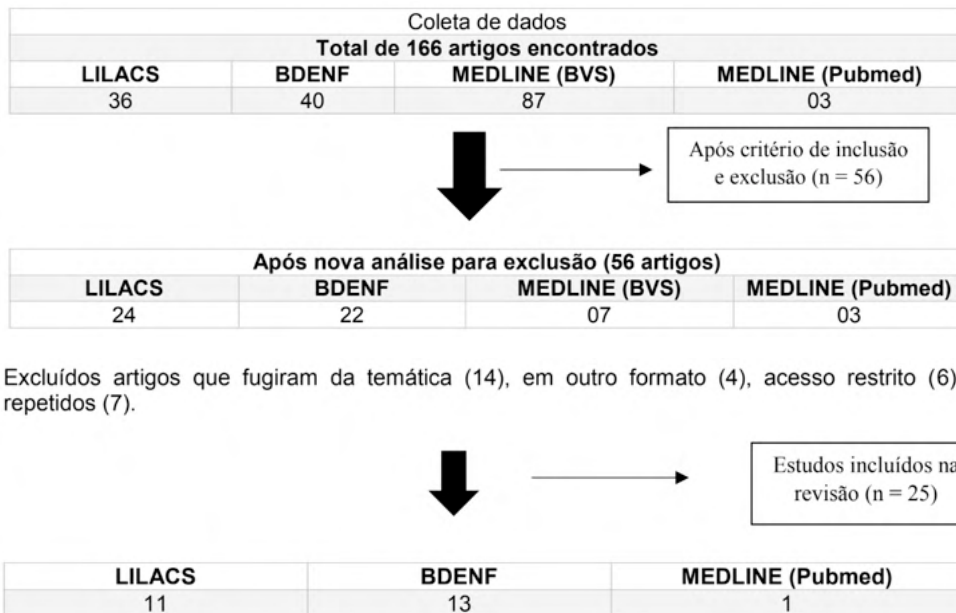 Coleta de dados
Total de 166 artigos encontrados
LILACS BDENF MEDLINE (BVS) MEDLINE (Pubmed)
36 40 87 03
Após critério de inclusão
e exclusão (n = 56)
Após nova análise para exclusão (56 artigos)
LILACS BDENF MEDLINE (BVS) MEDLINE (Pubmed)
24 22 07 03
Excluídos artigos que fugiram da temática (14), em outro formato (4), acesso restrito (6)
repetidos (7).
Estudos incluídos na
revisão (n = 25)
LILACS BDENF MEDLINE (Pubmed)
11 13 1